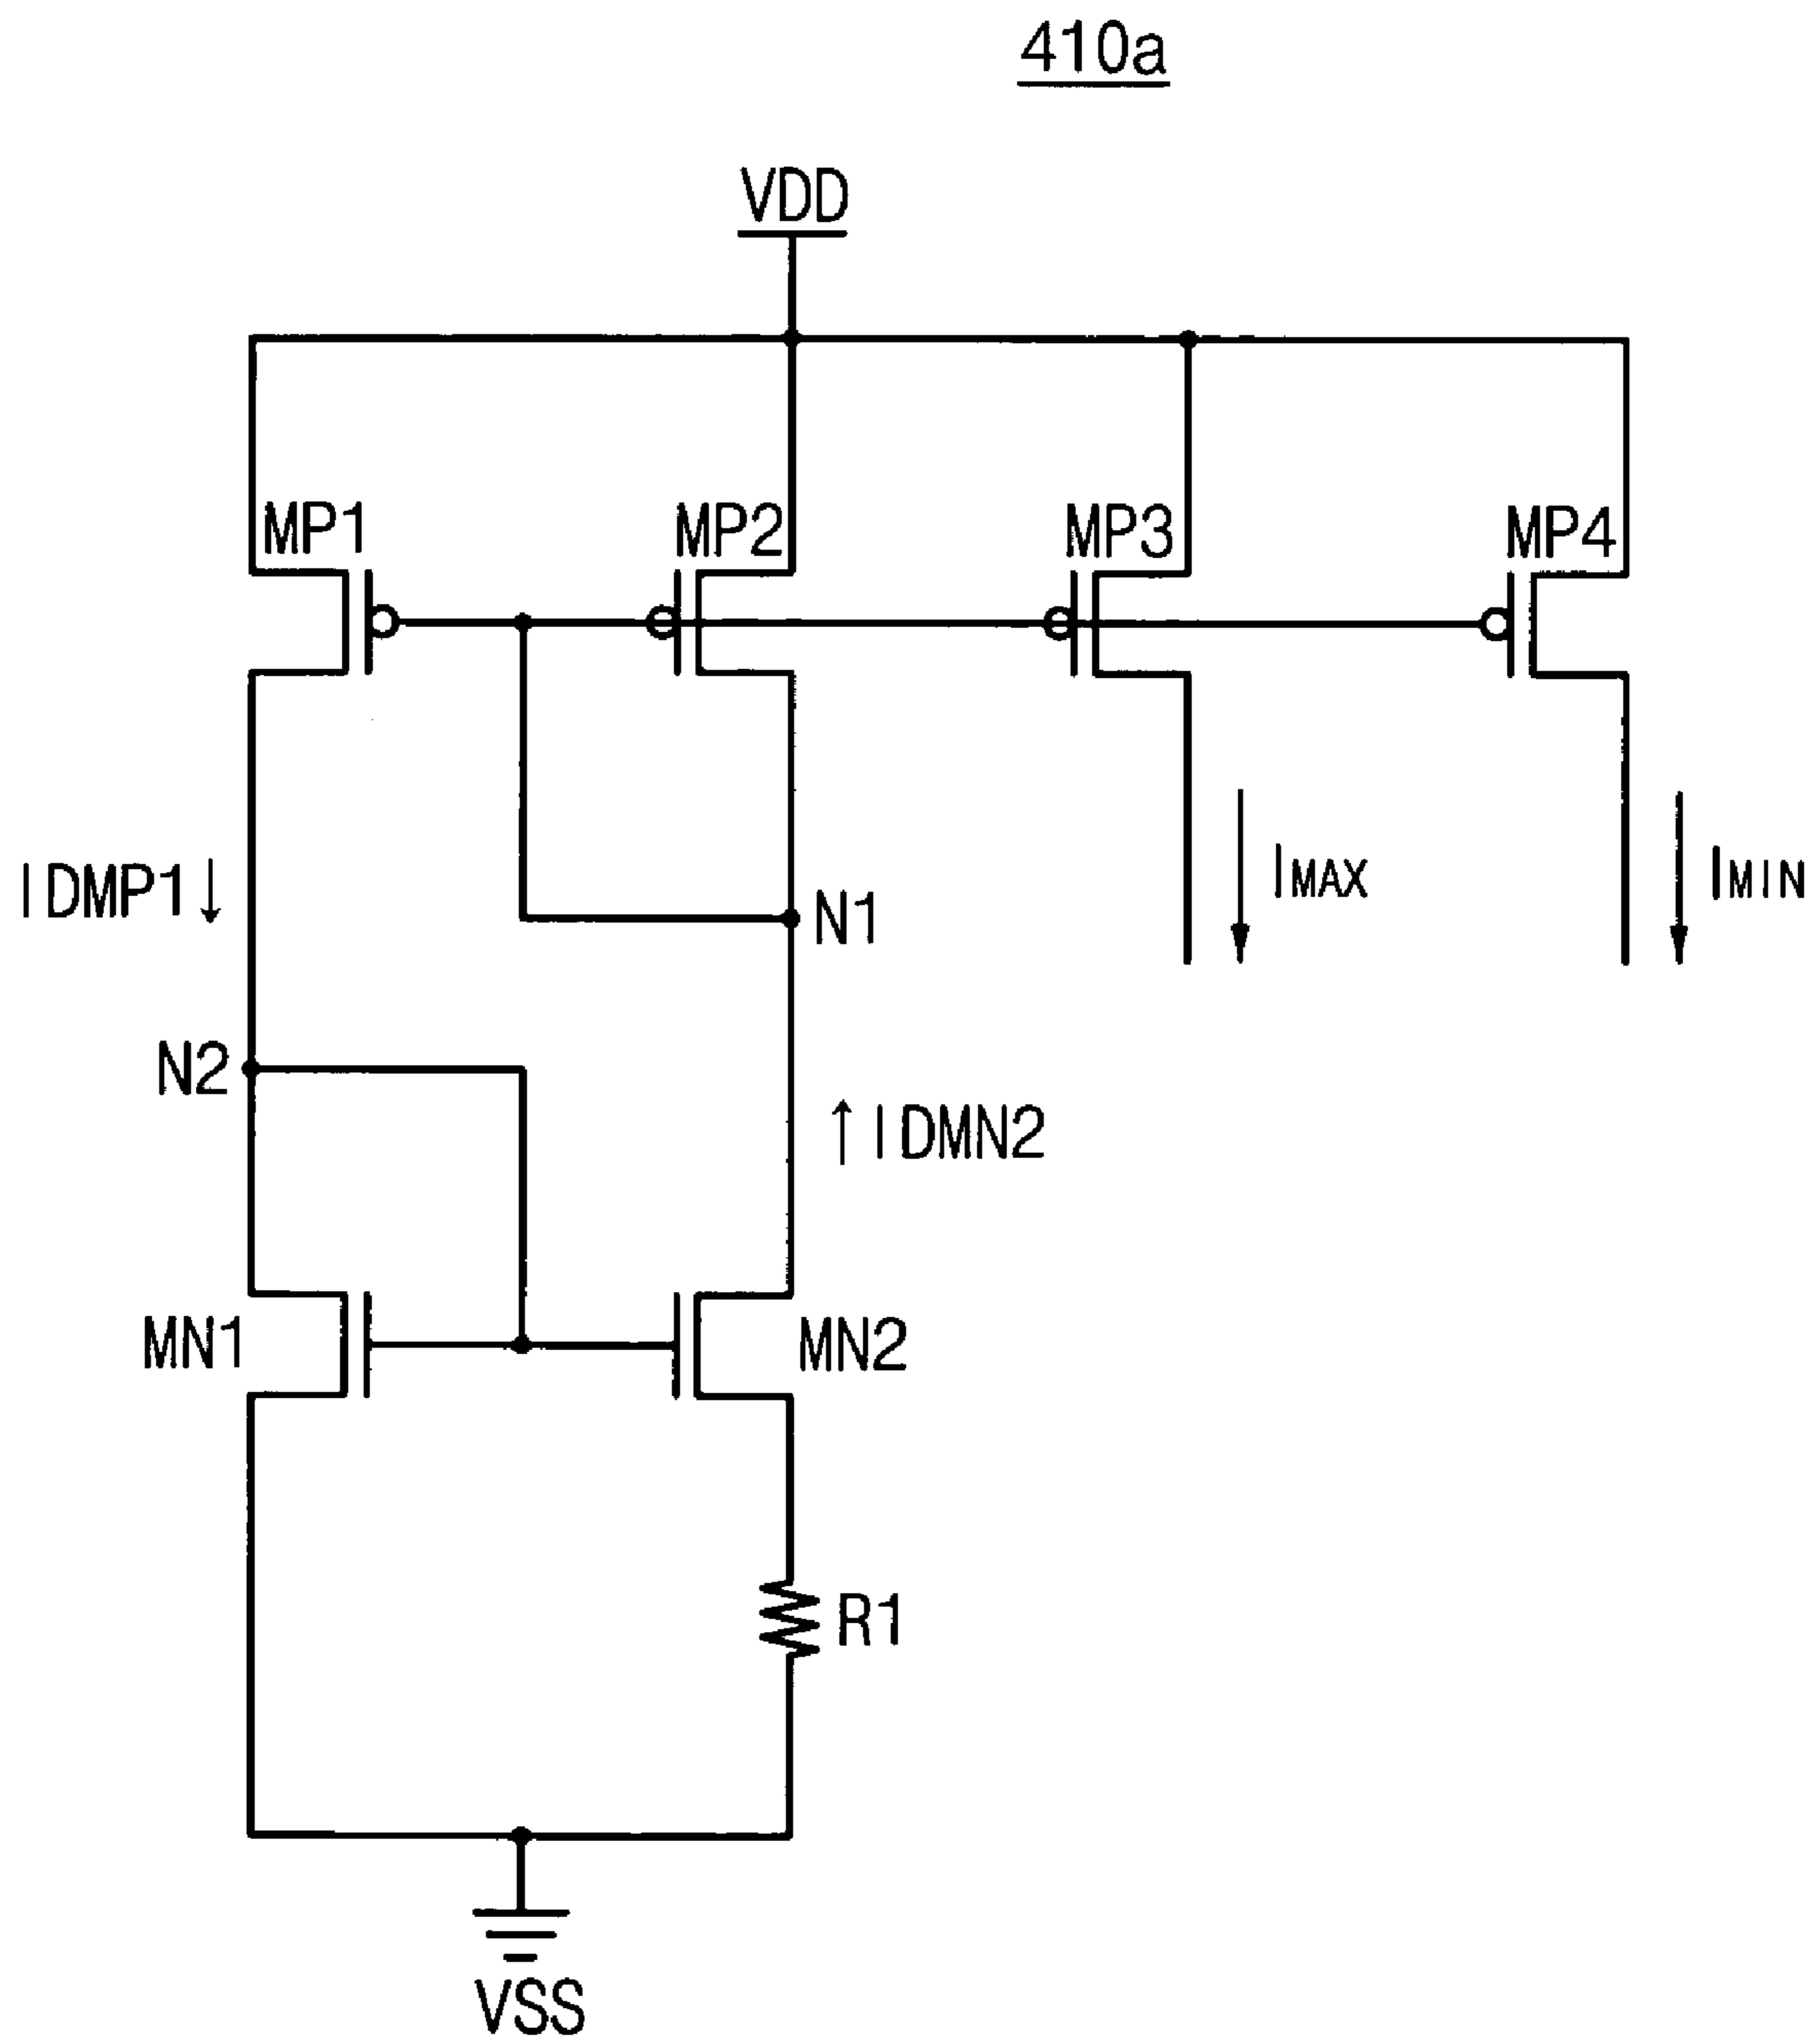 410a
VDD
MP1
MP2
MP3
MP4
IDMP1↓
N1
IMAX
IMIN
N2
↑IDMN2
MN1
MN2
R1
VSS